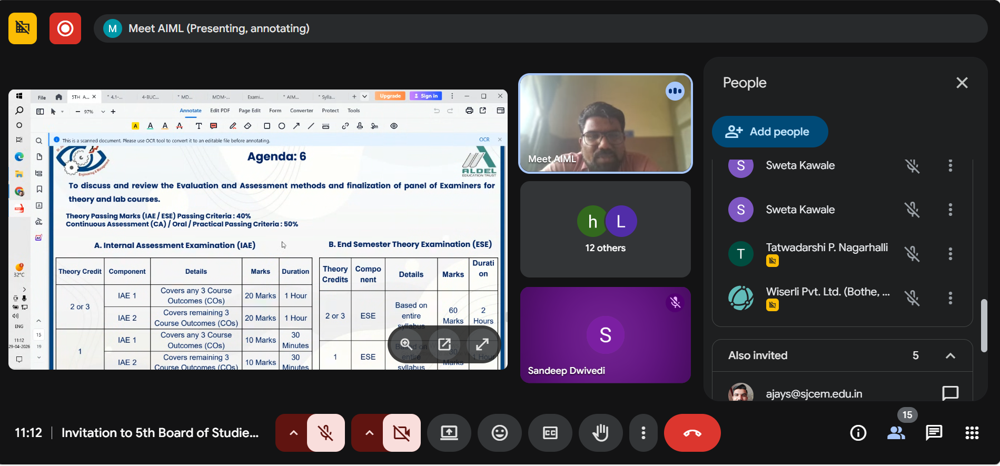 M Meet AIML (Presenting, annotating)
File 5TH A... * 4.1-... 4-BUC... * MD... MDM-... Exami... * AIM... * Sylla... Upgrade Sign in
97% Annotate Edit PDF Page Edit Form Converter Protect Tools
This is a scanned document. Please use OCR tool to convert it to an editable file before annotating. OCR
Engineering & Management
Agenda: 6
ALDEL
EDUCATION TRUST
To discuss and review the Evaluation and Assessment methods and finalization of panel of Examiners for
theory and lab courses.
Theory Passing Marks (IAE / ESE) Passing Criteria : 40%
Continuous Assessment (CA) / Oral / Practical Passing Criteria : 50%
A. Internal Assessment Examination (IAE)
Theory Credit Component Details Marks Duration
2 or 3
IAE 1 Covers any 3 Course Outcomes (COs) 20 Marks 1 Hour
IAE 2 Covers remaining 3 Course Outcomes (COs) 20 Marks 1 Hour
1
IAE 1 Covers any 3 Course Outcomes (COs) 10 Marks 30 Minutes
IAE 2 Covers remaining 3 Course Outcomes (COs) 10 Marks 30 Minutes
B. End Semester Theory Examination (ESE)
Theory Credits Compo nent Details Marks Durati on
2 or 3 ESE Based on entire syllabus 60 Marks 2 Hours
1 ESE Based on entire syllabus 30 Marks 1 Hour
32°C
ENG
11:12
29-04-2026
15
19
Meet AIML
h L
12 others
S
Sandeep Dwivedi
People
Add people
S Sweta Kawale
S Sweta Kawale
T Tatwadarshi P. Nagarhalli
Wiserli Pvt. Ltd. (Bothe, ...
Also invited 5
ajays@sjcem.edu.in
11:12 Invitation to 5th Board of Studie...
CC
15